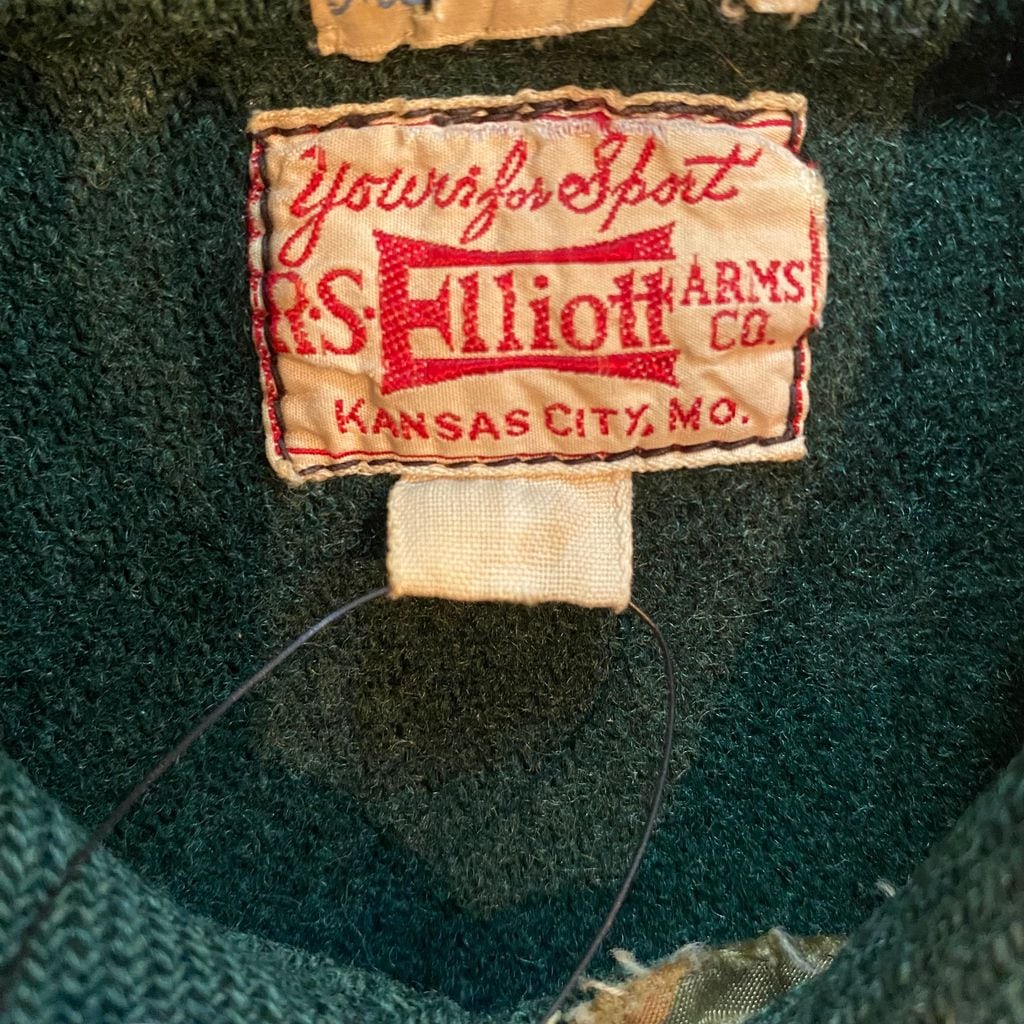 Yours for Sport
R.S. Elliott ARMS CO.
KANSAS CITY, MO.